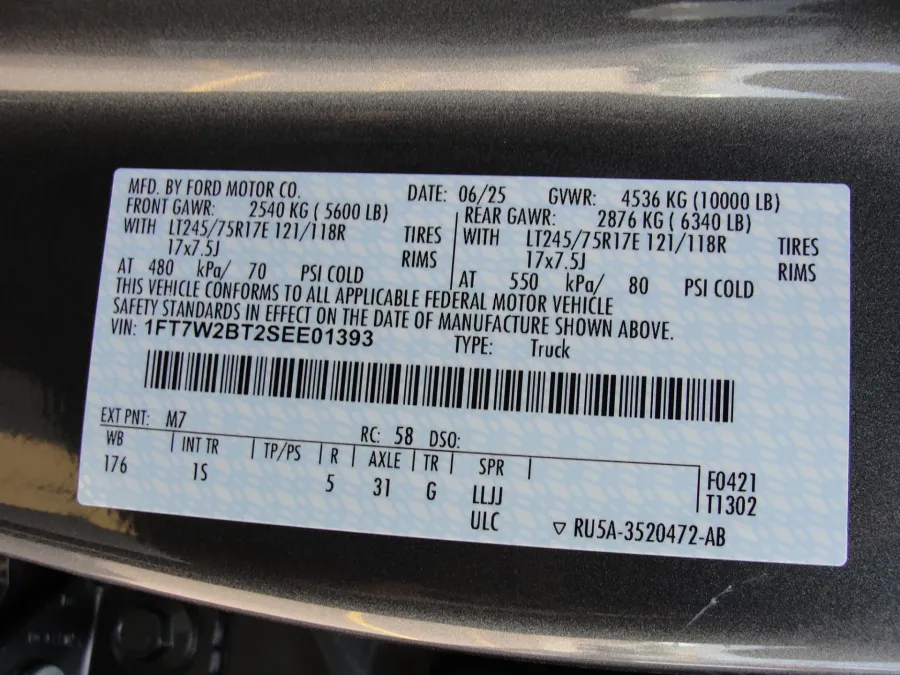 MFD. BY FORD MOTOR CO. DATE: 06/25 GVWR: 4536 KG (10000 LB)
FRONT GAWR: 2540 KG ( 5600 LB) REAR GAWR: 2876 KG ( 6340 LB)
WITH LT245/75R17E 121/118R TIRES WITH LT245/75R17E 121/118R TIRES
17x7.5J RIMS 17x7.5J RIMS
AT 480 kPa/ 70 PSI COLD AT 550 kPa/ 80 PSI COLD
THIS VEHICLE CONFORMS TO ALL APPLICABLE FEDERAL MOTOR VEHICLE
SAFETY STANDARDS IN EFFECT ON THE DATE OF MANUFACTURE SHOWN ABOVE.
VIN: 1FT7W2BT2SEE01393 TYPE: Truck
EXT PNT: M7 RC: 58 DSO:
WB INT TR TP/PS R AXLE TR SPR F0421
176 1S 5 31 G LLJJ T1302
ULC ▽ RU5A-3520472-AB